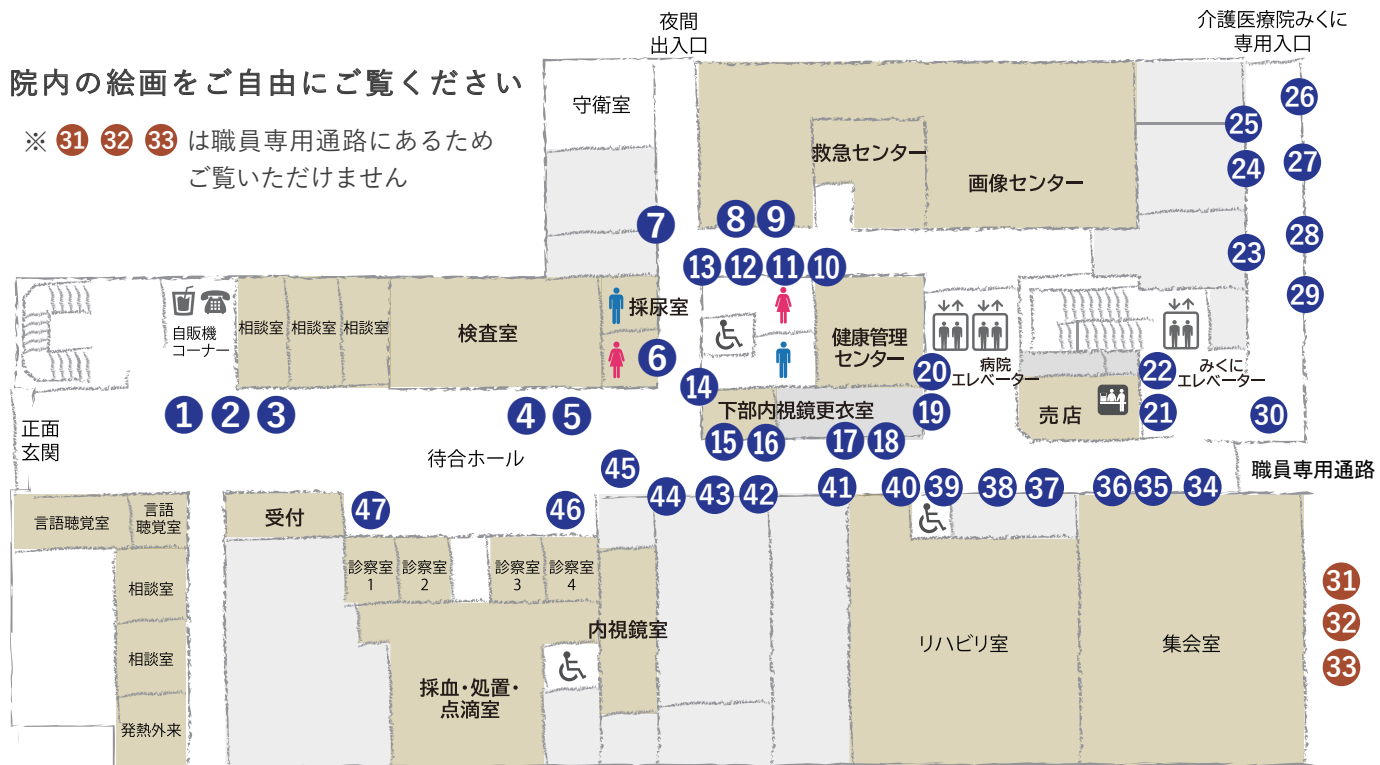 夜間
出入口
介護医療院みくに
専用入口
院内の絵画をご自由にご覧ください
※ 31 32 33 は職員専用通路にあるため
ご覧いただけません
守衛室
救急センター
画像センター
26
25
24
27
7
8
9
23
28
13
12
11
10
29
自販機
コーナー
相談室
相談室
相談室
検査室
採尿室
6
健康管理
センター
病院
エレベーター
みくに
エレベーター
20
22
14
1
2
3
4
5
下部内視鏡更衣室
19
売店
21
30
正面
玄関
15
16
17
18
待合ホール
45
職員専用通路
44
43
42
41
40
39
38
37
36
35
34
言語聴覚室
言語
聴覚室
受付
47
46
相談室
診察室
1
診察室
2
診察室
3
診察室
4
31
内視鏡室
32
リハビリ室
集会室
相談室
33
採血・処置・
点滴室
発熱外来